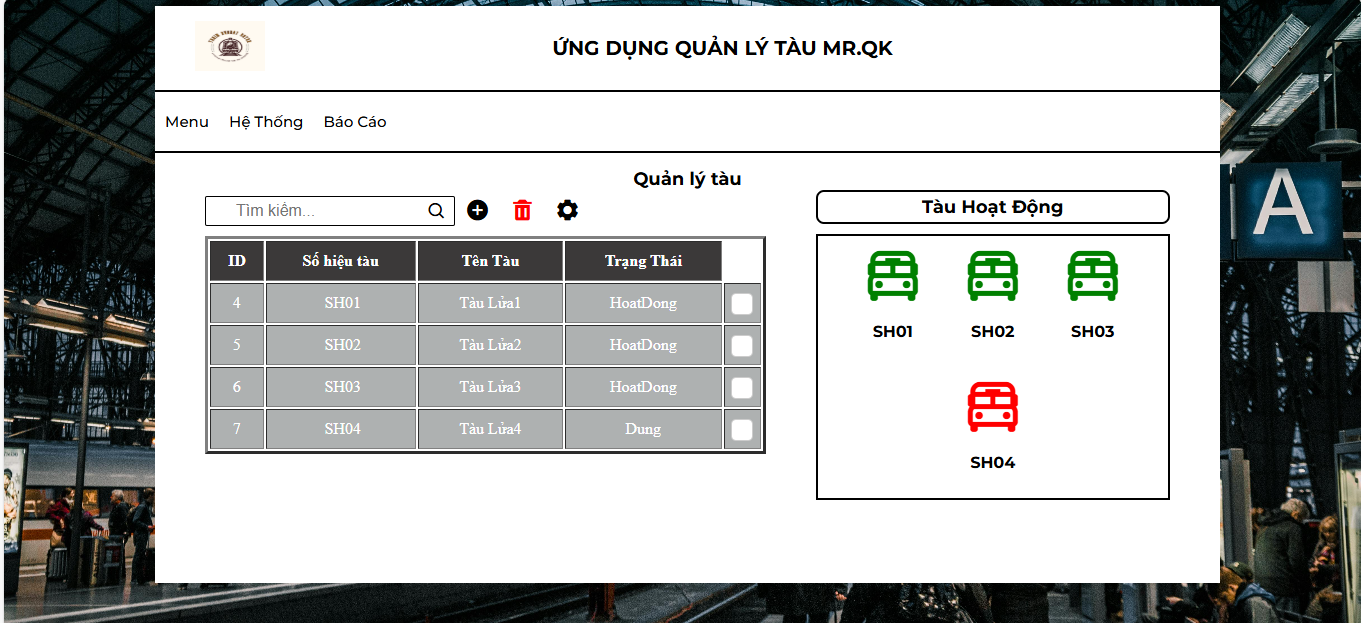 ỨNG DỤNG QUẢN LÝ TÀU MR.QK
Menu Hệ Thống Báo Cáo
Quản lý tàu
Tìm kiếm...
ID Số hiệu tàu Tên Tàu Trạng Thái
4 SH01 Tàu Lửa1 HoatDong
5 SH02 Tàu Lửa2 HoatDong
6 SH03 Tàu Lửa3 HoatDong
7 SH04 Tàu Lửa4 Dung
Tàu Hoạt Động
SH01 SH02 SH03
SH04
A